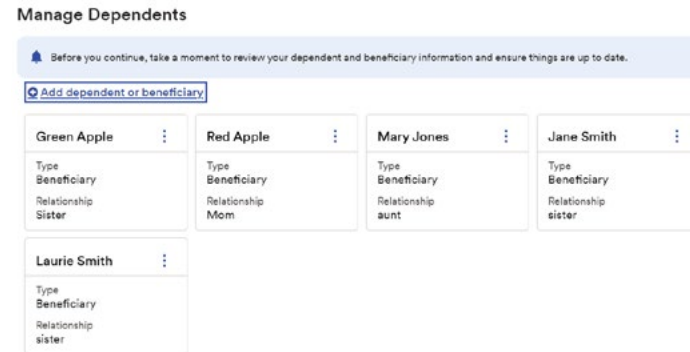 Manage Dependents
Before you continue, take a moment to review your dependent and beneficiary information and ensure things are up to date.
Add dependent or beneficiary
Green Apple
Type
Beneficiary
Relationship
Sister
Red Apple
Type
Beneficiary
Relationship
Mom
Mary Jones
Type
Beneficiary
Relationship
aunt
Jane Smith
Type
Beneficiary
Relationship
sister
Laurie Smith
Type
Beneficiary
Relationship
sister